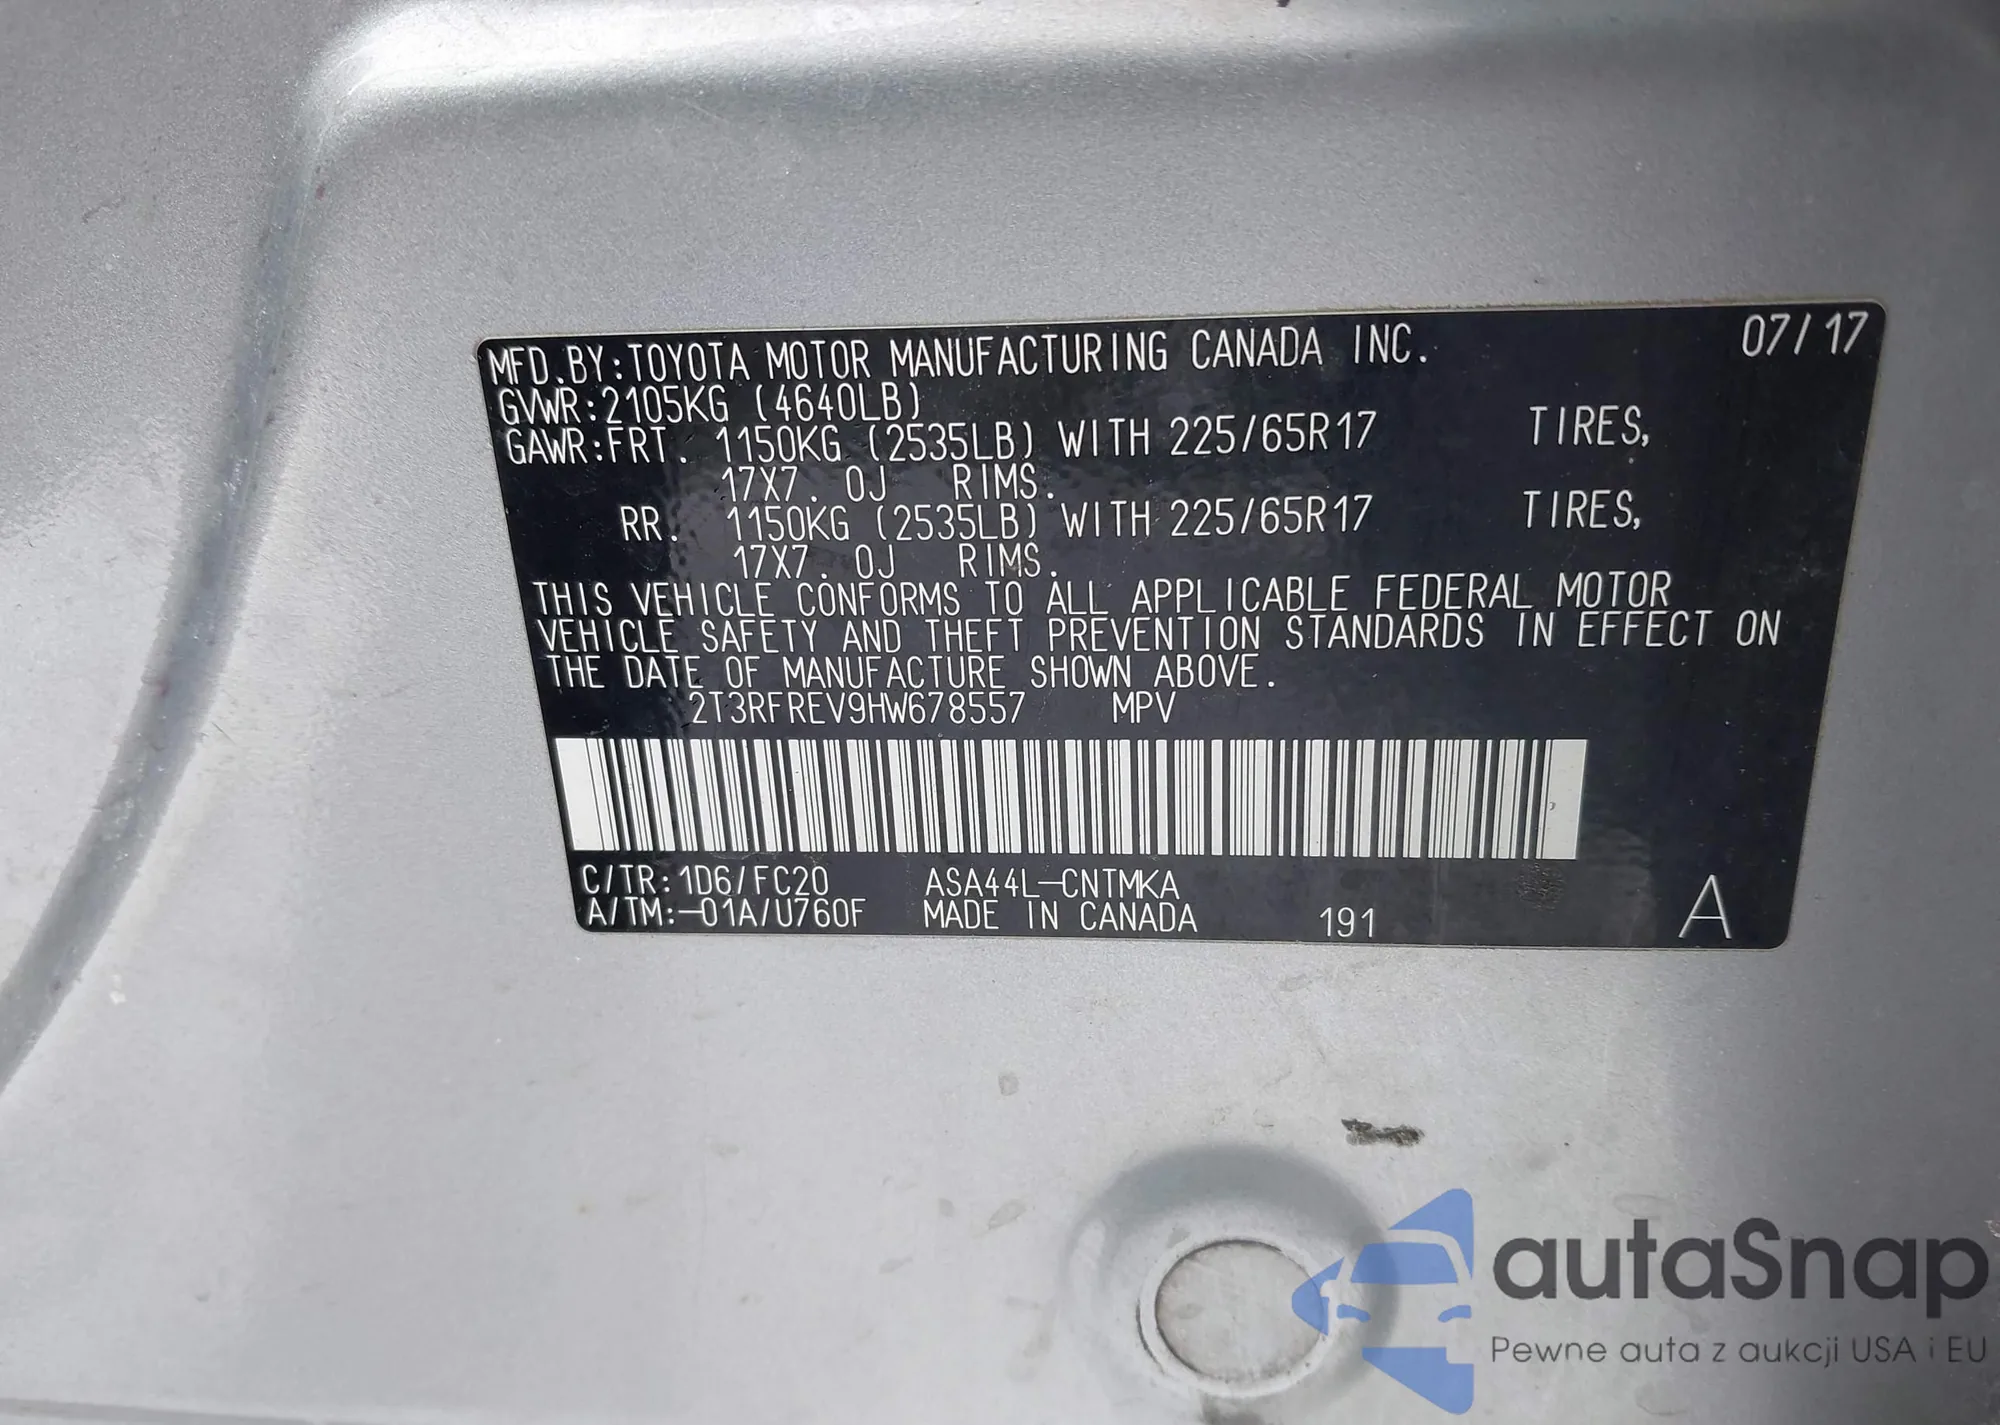 MFD.BY:TOYOTA MOTOR MANUFACTURING CANADA INC. 07/17
GVWR:2105KG (4640LB)
GAWR:FRT. 1150KG (2535LB) WITH 225/65R17 TIRES,
17X7.0J RIMS.
RR. 1150KG (2535LB) WITH 225/65R17 TIRES,
17X7.0J RIMS.
THIS VEHICLE CONFORMS TO ALL APPLICABLE FEDERAL MOTOR
VEHICLE SAFETY AND THEFT PREVENTION STANDARDS IN EFFECT ON
THE DATE OF MANUFACTURE SHOWN ABOVE.
2T3RFREV9HW678557 MPV
C/TR:1D6/FC20 ASA44L-CNTMKA
A/TM:-01A/U760F MADE IN CANADA 191 A
autaSnap
Pewne auta z aukcji USA i EU